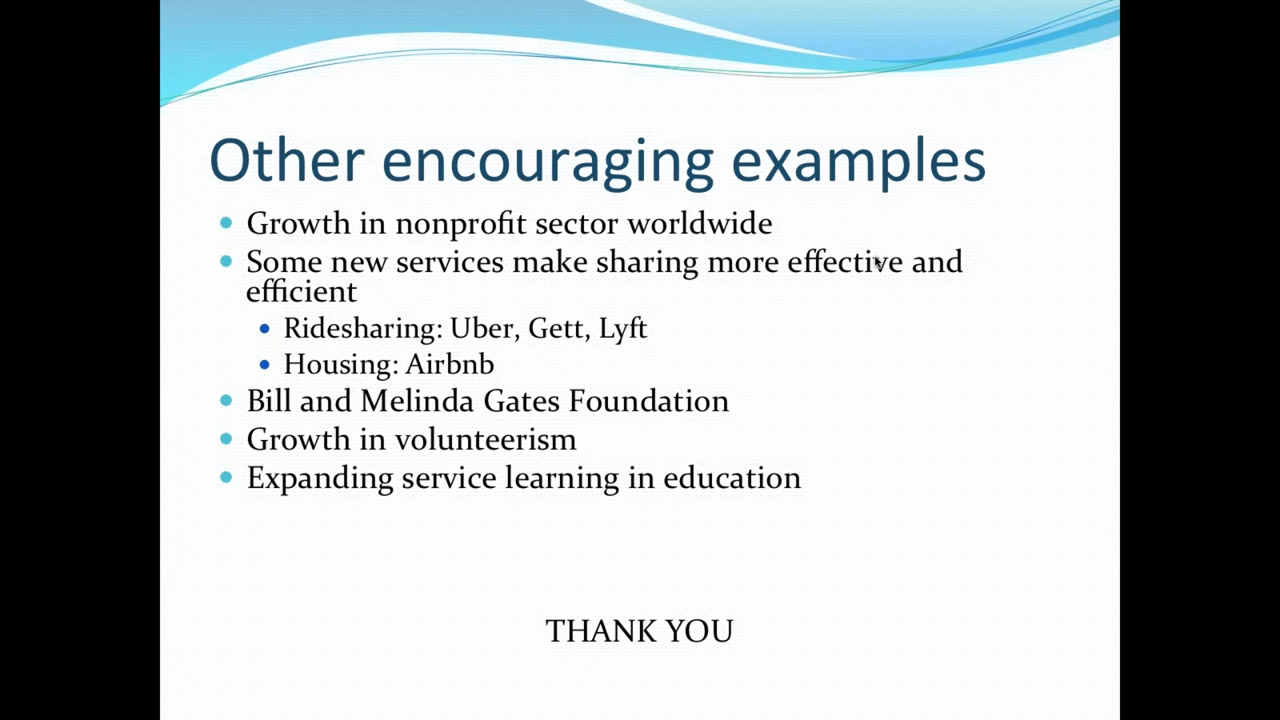 Other encouraging examples
Growth in nonprofit sector worldwide
Some new services make sharing more effective and
efficient
Ridesharing: Uber, Gett, Lyft
Housing: Airbnb
Bill and Melinda Gates Foundation
Growth in volunteerism
Expanding service learning in education
THANK YOU